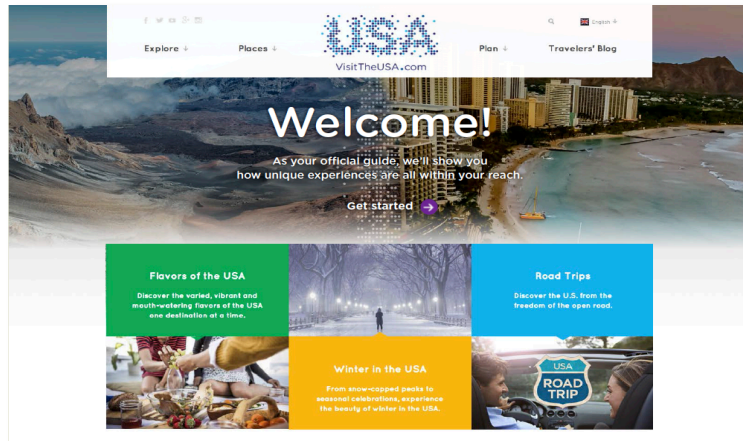 English
Explore
Places
USA
Plan
Travelers' Blog
VisitTheUSA.com
Welcome!
As your official guide, we'll show you
how unique experiences are all within your reach.
Get started
Flavors of the USA
Discover the varied, vibrant and
mouth-watering flavors of the USA
one destination at a time.
Road Trips
Discover the U.S. from the
freedom of the open road.
Winter in the USA
From snow-capped peaks to
seasonal celebrations, experience
the beauty of winter in the USA.
USA
ROAD
TRIP